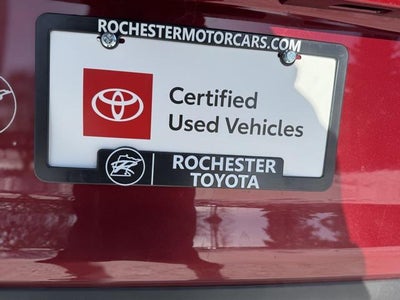 ROCHESTERMOTORCARS.COM
Certified
Used Vehicles
ROCHESTER
TOYOTA